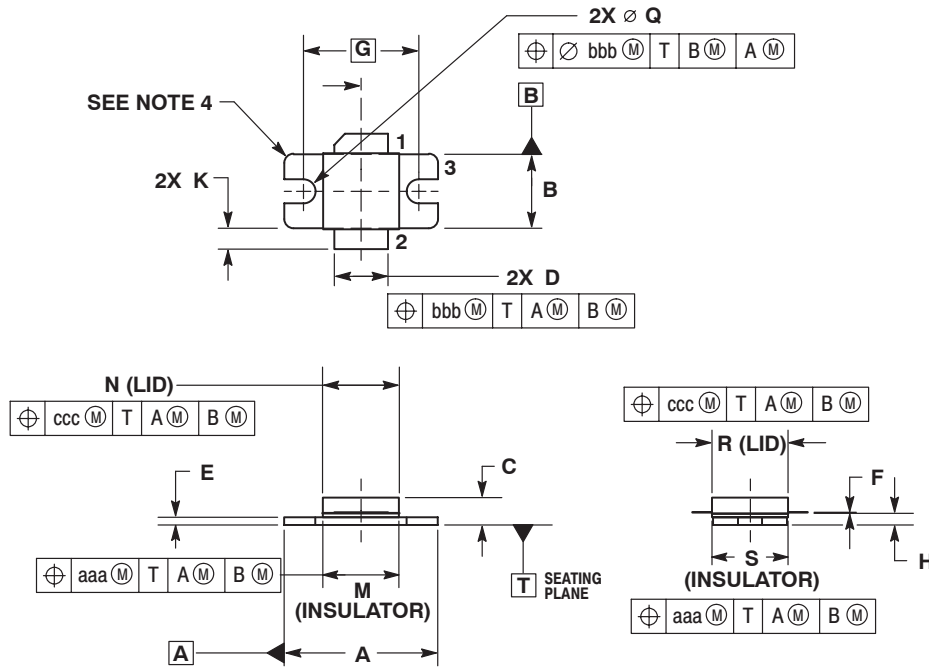 2X ⌀ Q
⌖ ⌀ bbb Ⓜ T B Ⓜ A Ⓜ
G
SEE NOTE 4
B
1
3
2X K
B
2
2X D
⌖ bbb Ⓜ T A Ⓜ B Ⓜ
N (LID)
⌖ ccc Ⓜ T A Ⓜ B Ⓜ
⌖ ccc Ⓜ T A Ⓜ B Ⓜ
R (LID)
E
C
F
H
⌖ aaa Ⓜ T A Ⓜ B Ⓜ
M
(INSULATOR)
T SEATING
PLANE
S
(INSULATOR)
⌖ aaa Ⓜ T A Ⓜ B Ⓜ
A
A